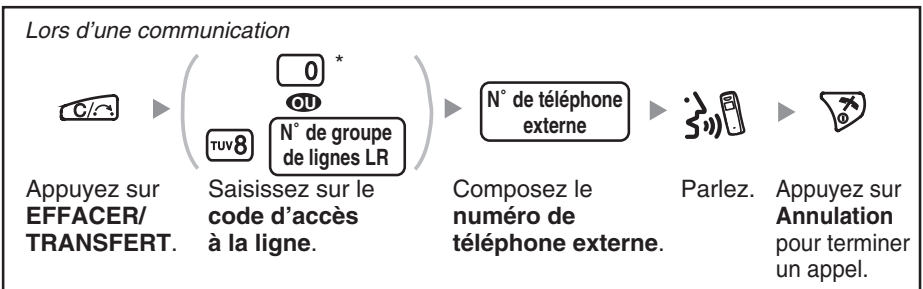 Lors d'une communication
C/
0 *
OU
TUV8
N° de groupe
de lignes LR
N° de téléphone
externe
Appuyez sur
EFFACER/
TRANSFERT.
Saisissez sur le
code d'accès
à la ligne.
Composez le
numéro de
téléphone externe.
Parlez.
Appuyez sur
Annulation
pour terminer
un appel.